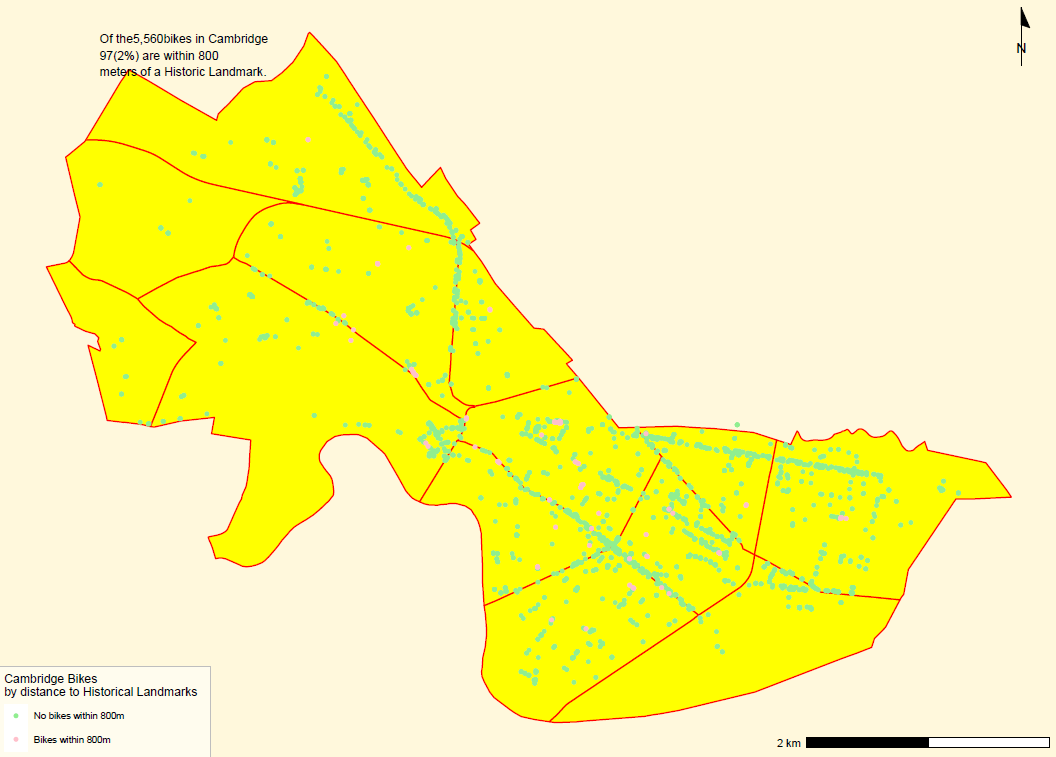 Of the5,560bikes in Cambridge
97(2%) are within 800
meters of a Historic Landmark.
N
Cambridge Bikes
by distance to Historical Landmarks
No bikes within 800m
Bikes within 800m
2 km